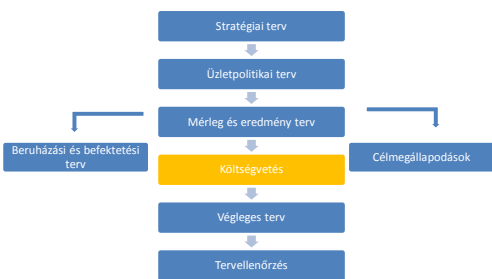 Stratégiai terv
Üzletpolitikai terv
Mérleg és eredmény terv
Beruházási és befektetési
terv
Költségvetés
Célmegállapodások
Végleges terv
Tervellenőrzés